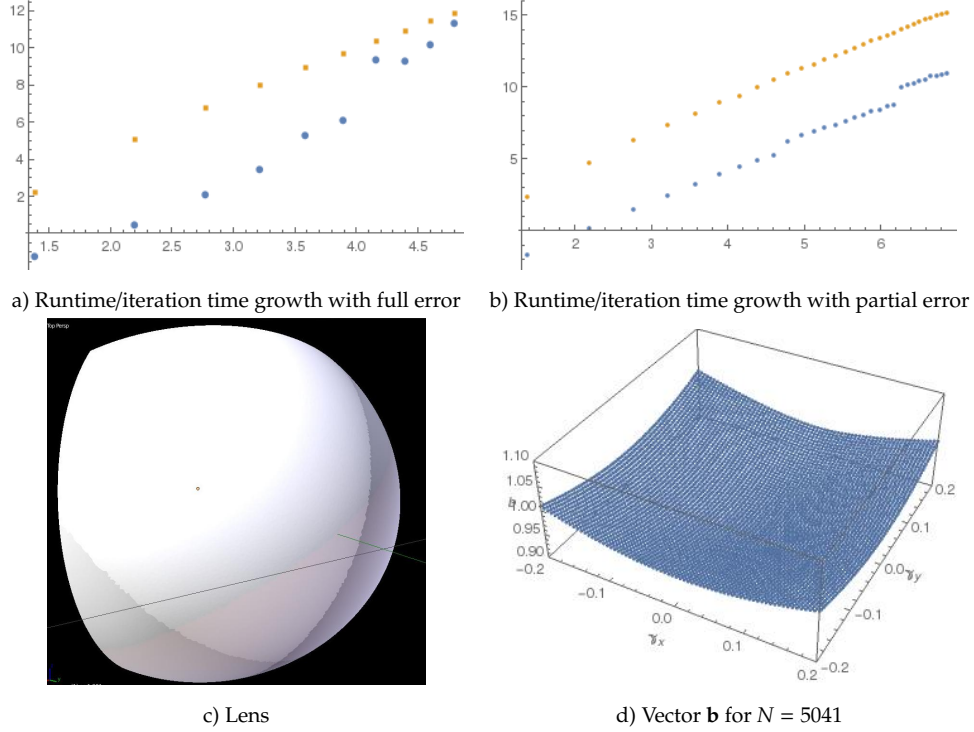 12
10
8
6
4
2
1.5 2.0 2.5 3.0 3.5 4.0 4.5
15
10
5
2 3 4 5 6
a) Runtime/iteration time growth with full error
b) Runtime/iteration time growth with partial error
Top Persp
c) Lens
1.10
1.05
b 1.00
0.95
0.90
-0.2
-0.1
0.0
γx
0.1
0.2
-0.2
-0.1
0.0
γy
0.1
0.2
d) Vector b for N = 5041